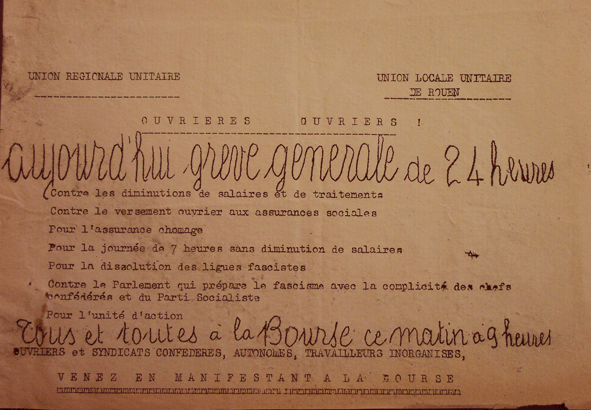 UNION REGIONALE UNITAIRE
UNION LOCALE UNITAIRE
DE ROUEN
OUVRIERES OUVRIERS !
aujourd'hui greve generale de 24 heures
Contre les diminutions de salaires et de traitements
Contre le versement ouvrier aux assurances sociales
Pour l'assurance chomage
Pour la journée de 7 heures sans diminution de salaires
Pour la dissolution des ligues fascistes
Contre le Parlement qui prépare le fascisme avec la complicité des chefs
confédérés et du Parti Socialiste
Pour l'unité d'action
Tous et toutes à la Bourse ce matin à 9 heures
OUVRIERS et SYNDICATS CONFEDERES, AUTONOMES, TRAVAILLEURS INORGANISES,
VENEZ EN MANIFESTANT A LA BOURSE